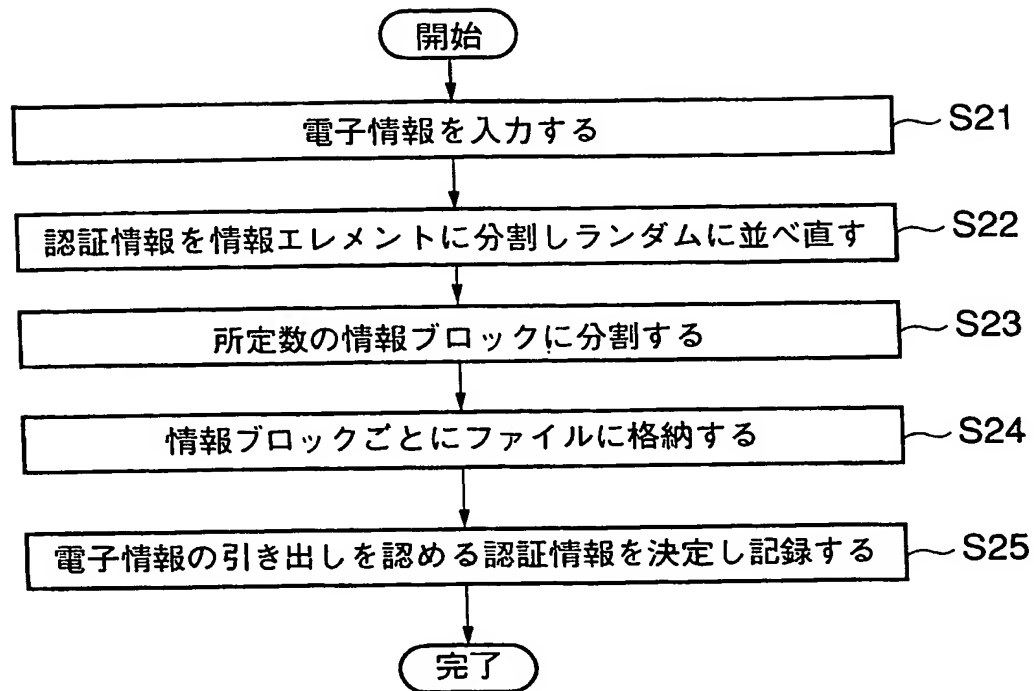 開始
電子情報を入力する
S21
認証情報を情報エレメントに分割しランダムに並べ直す
S22
所定数の情報ブロックに分割する
S23
情報ブロックごとにファイルに格納する
S24
電子情報の引き出しを認める認証情報を決定し記録する
S25
完了